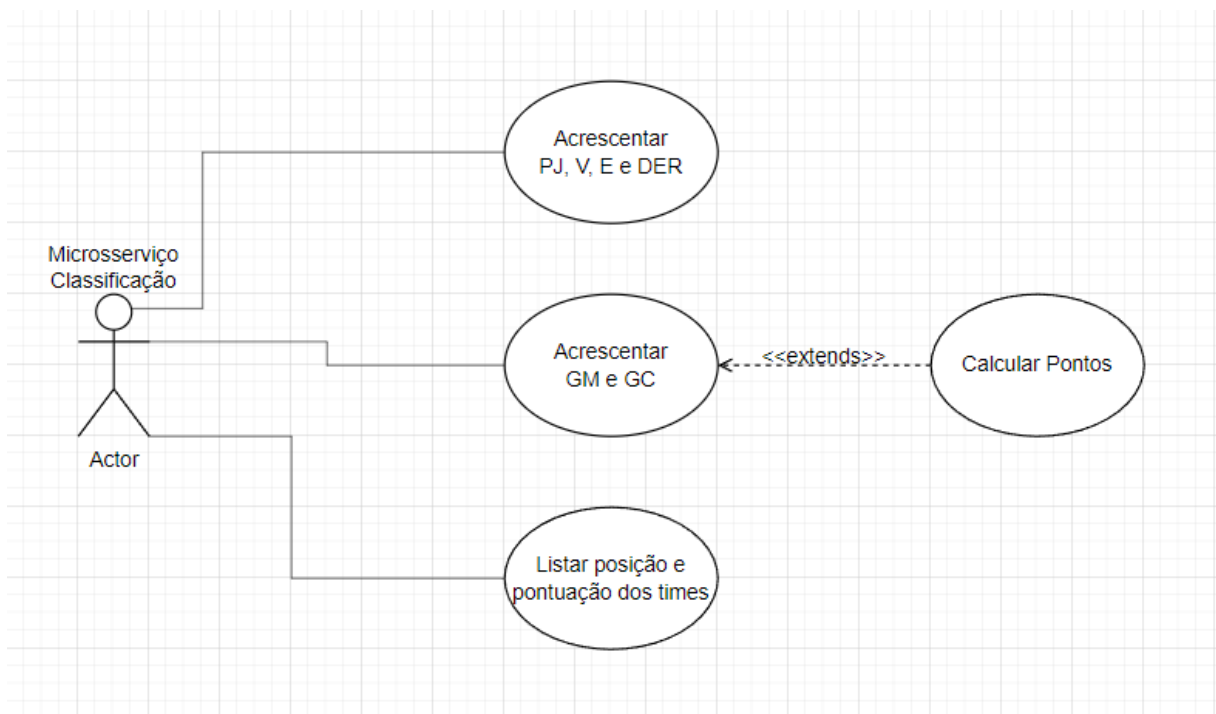 Acrescentar
PJ, V, E e DER
Microsserviço
Classificação
Acrescentar
GM e GC
<<extends>>
Calcular Pontos
Actor
Listar posição e
pontuação dos times